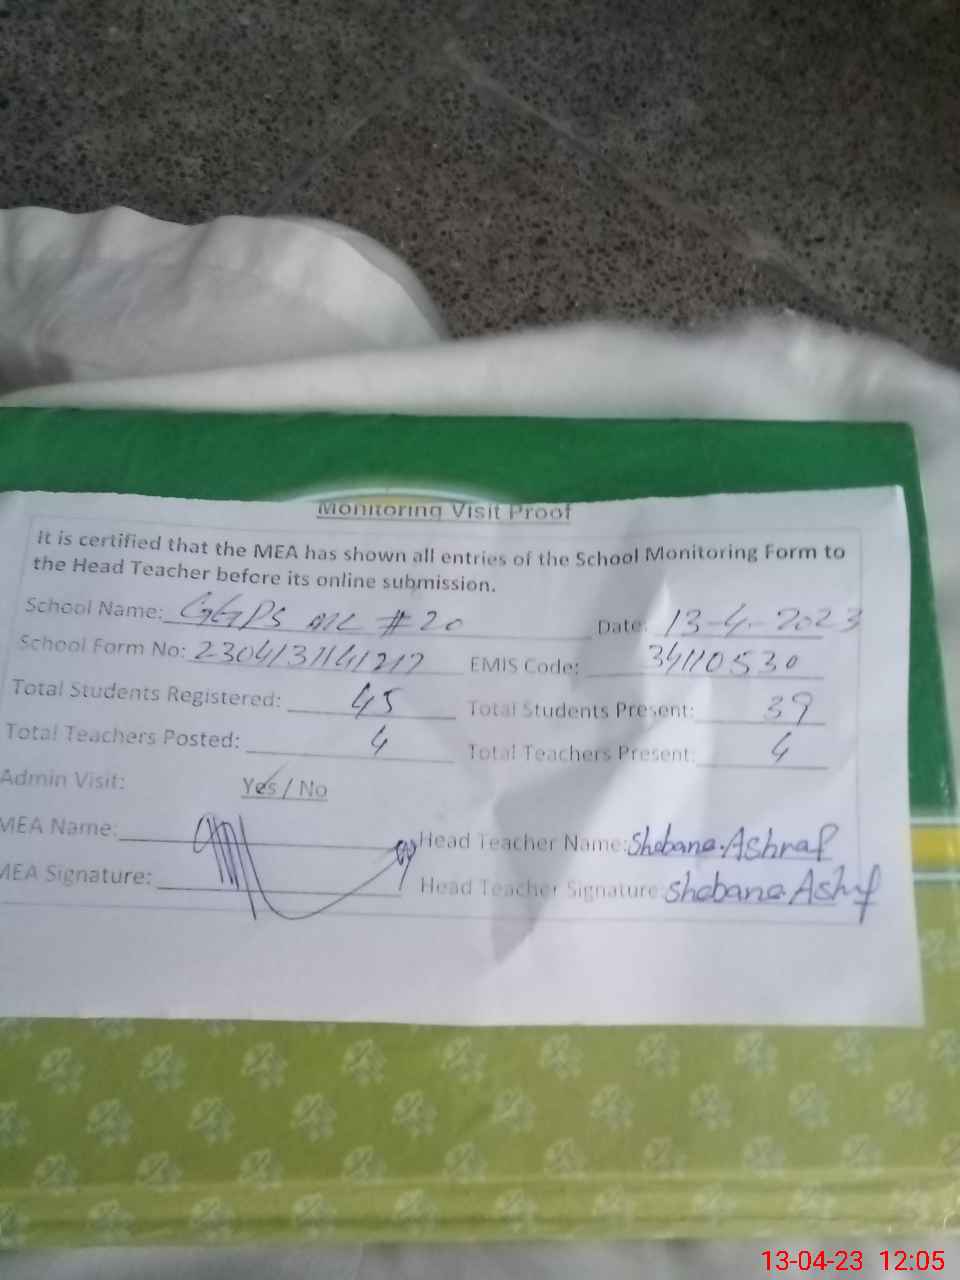 Monitoring Visit Proof
It is certified that the MEA has shown all entries of the School Monitoring Form to
the Head Teacher before its online submission.
School Name: GGPS MC #20 Date: 13-4-2023
School Form No: 2304131141217 EMIS Code: 34110530
Total Students Registered: 45 Total Students Present: 39
Total Teachers Posted: 4 Total Teachers Present: 4
Admin Visit: Yes / No
MEA Name: Head Teacher Name: Shabana Ashraf
MEA Signature: Head Teacher Signature: Shabana Ashraf
13-04-23 12:05